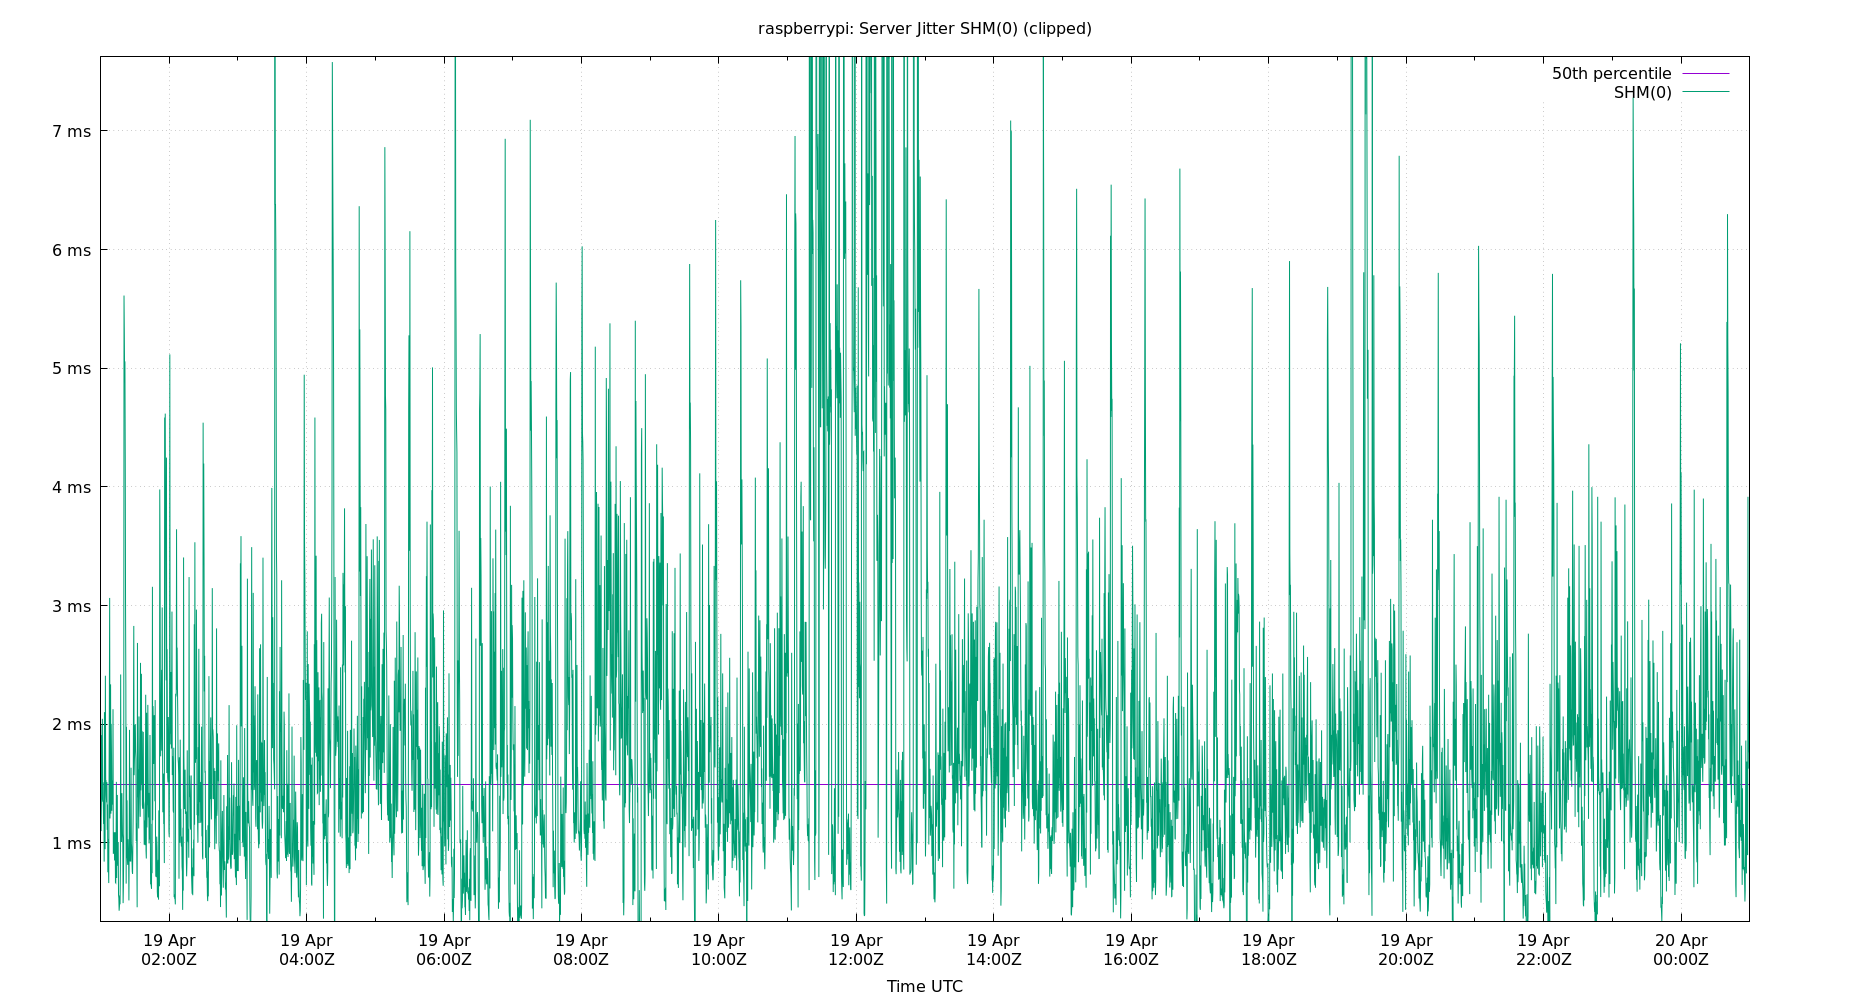 raspberrypi: Server Jitter SHM(0) (clipped)
50th percentile
SHM(0)
7 ms
6 ms
5 ms
4 ms
3 ms
2 ms
1 ms
19 Apr 19 Apr 19 Apr 19 Apr 19 Apr 19 Apr 19 Apr 19 Apr 19 Apr 19 Apr 19 Apr 20 Apr
02:00Z 04:00Z 06:00Z 08:00Z 10:00Z 12:00Z 14:00Z 16:00Z 18:00Z 20:00Z 22:00Z 00:00Z
Time UTC